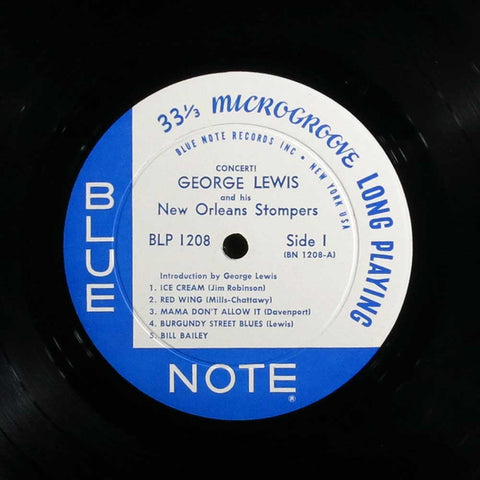 33⅓ MICROGROOVE LONG PLAYING
BLUE NOTE RECORDS INC • NEW YORK USA
CONCERT!
GEORGE LEWIS
and his
New Orleans Stompers
BLP 1208
Side 1
(BN 1208-A)
Introduction by George Lewis
1. ICE CREAM (Jim Robinson)
2. RED WING (Mills-Chattawy)
3. MAMA DON'T ALLOW IT (Davenport)
4. BURGUNDY STREET BLUES (Lewis)
5. BILL BAILEY
BLUE
NOTE®